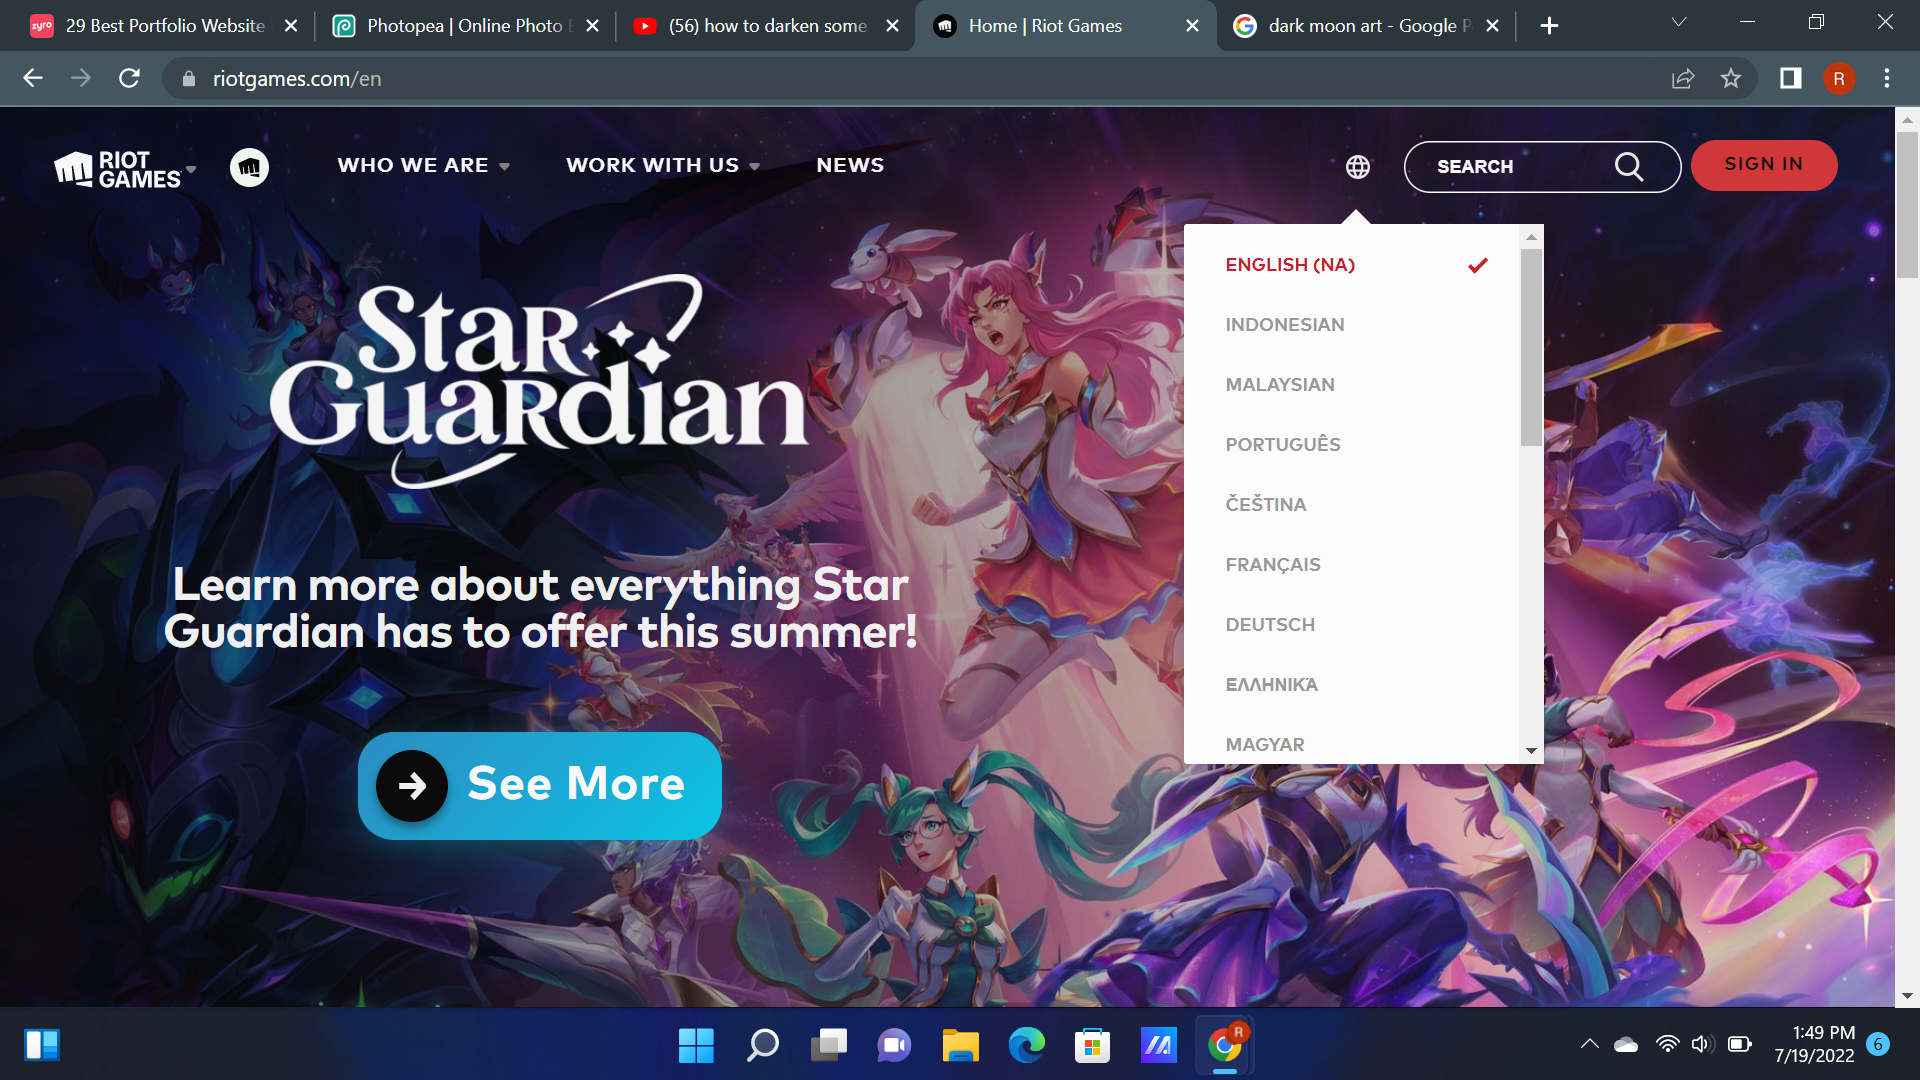 29 Best Portfolio Website
Photopea | Online Photo
(56) how to darken some
Home | Riot Games
dark moon art - Google
riotgames.com/en
R
RIOT
GAMES
WHO WE ARE
WORK WITH US
NEWS
SEARCH
SIGN IN
ENGLISH (NA)
INDONESIAN
MALAYSIAN
PORTUGUÊS
ČEŠTINA
FRANÇAIS
DEUTSCH
ΕΛΛΗΝΙΚΆ
MAGYAR
Star
Guardian
Learn more about everything Star
Guardian has to offer this summer!
See More
R
1:49 PM
7/19/2022
6